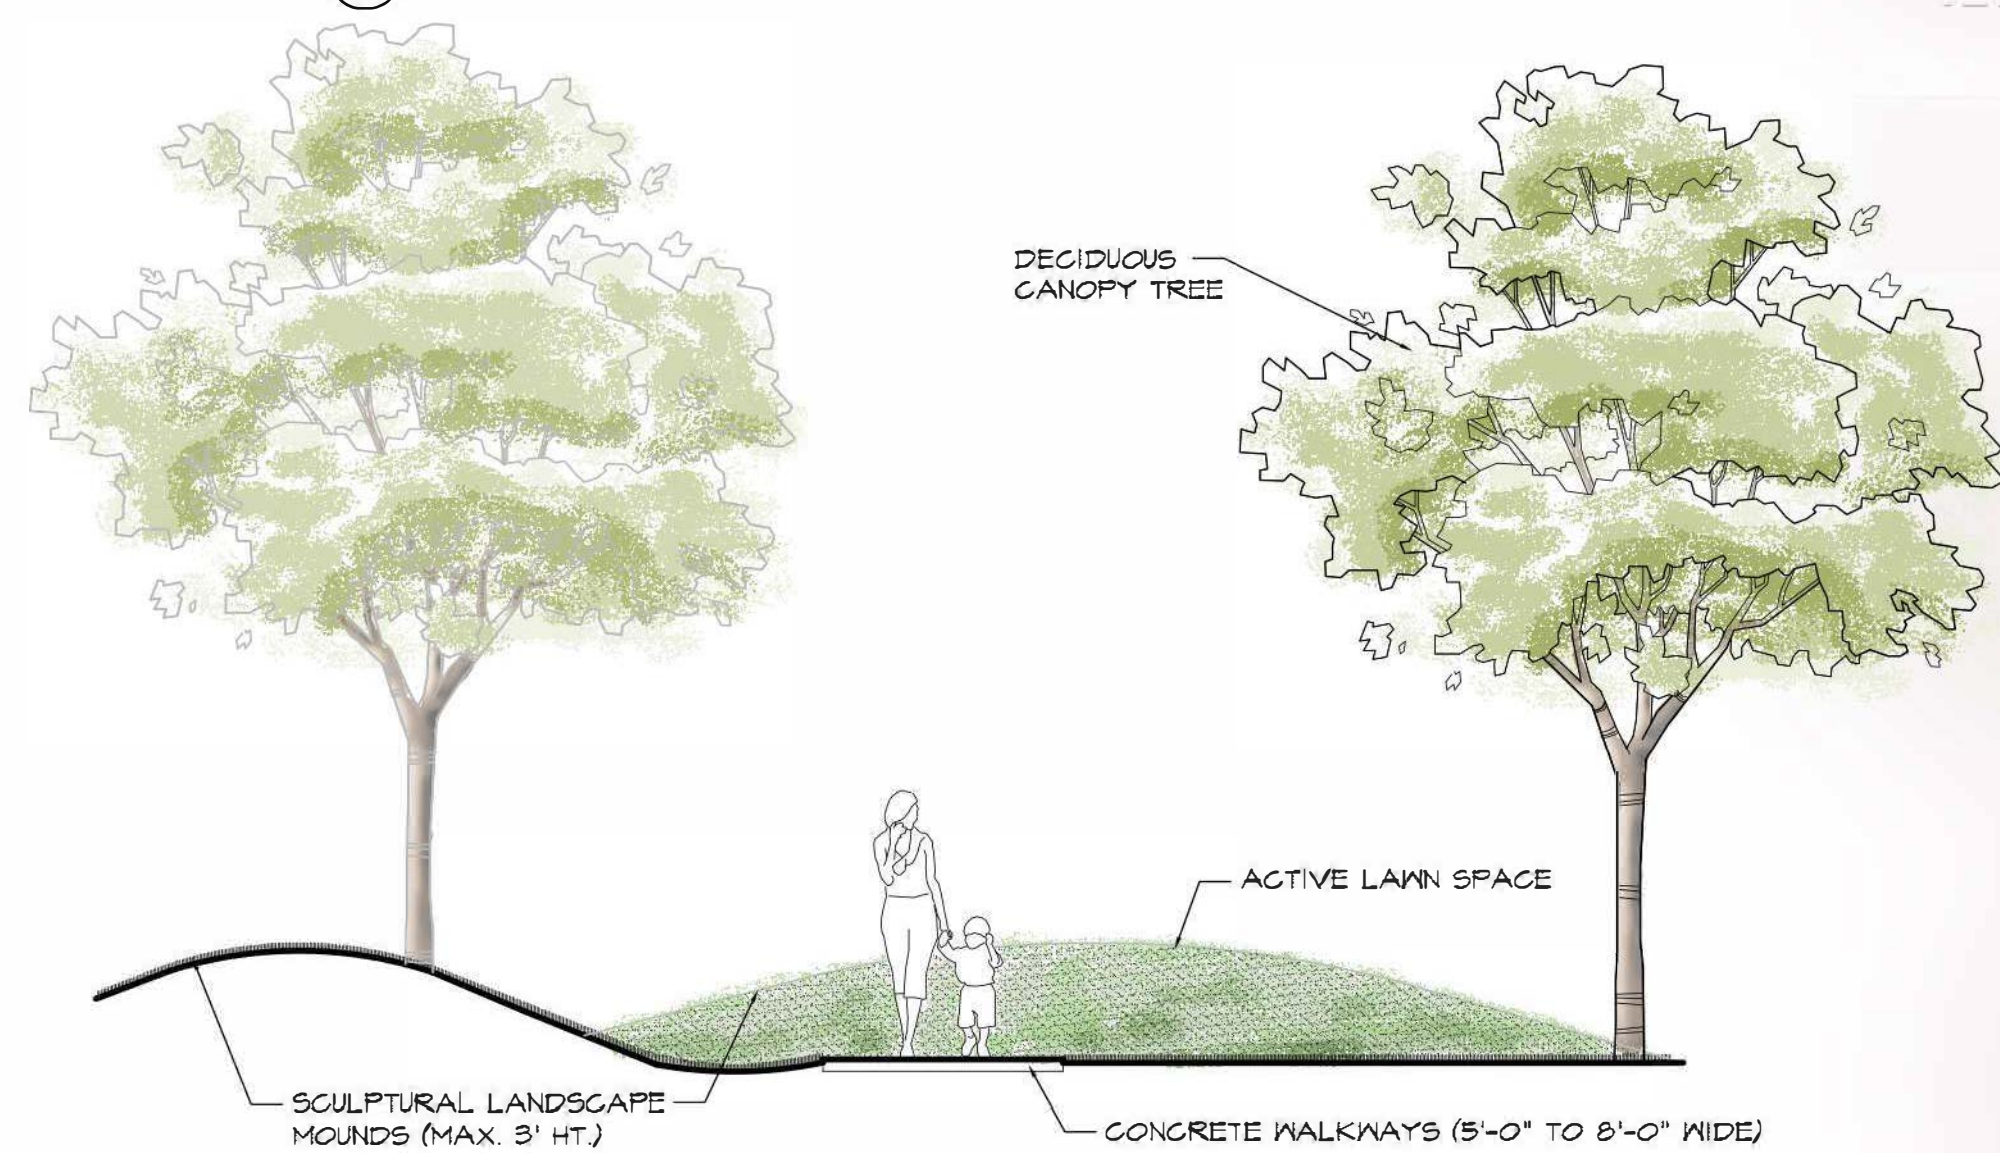 DECIDUOUS
CANOPY TREE
ACTIVE LAWN SPACE
SCULPTURAL LANDSCAPE
MOUNDS (MAX. 3' HT.)
CONCRETE WALKWAYS (5'-0" TO 8'-0" WIDE)